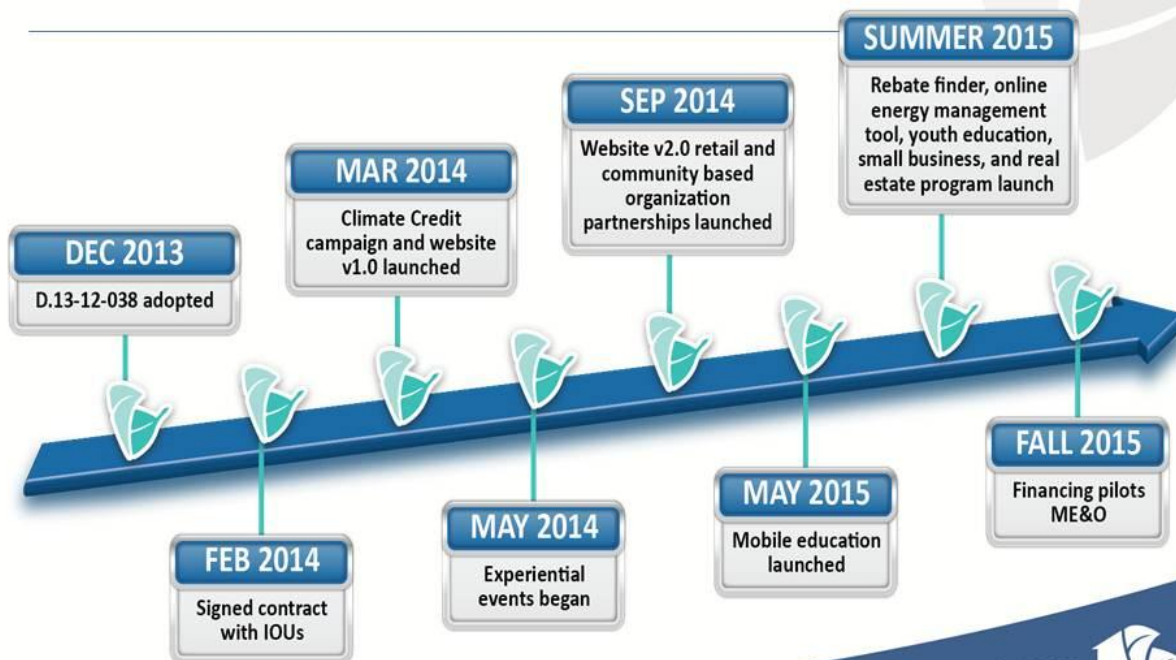 DEC 2013
D.13-12-038 adopted
FEB 2014
Signed contract
with IOUs
MAR 2014
Climate Credit
campaign and website
v1.0 launched
MAY 2014
Experiential
events began
SEP 2014
Website v2.0 retail and
community based
organization
partnerships launched
MAY 2015
Mobile education
launched
SUMMER 2015
Rebate finder, online
energy management
tool, youth education,
small business, and real
estate program launch
FALL 2015
Financing pilots
ME&O